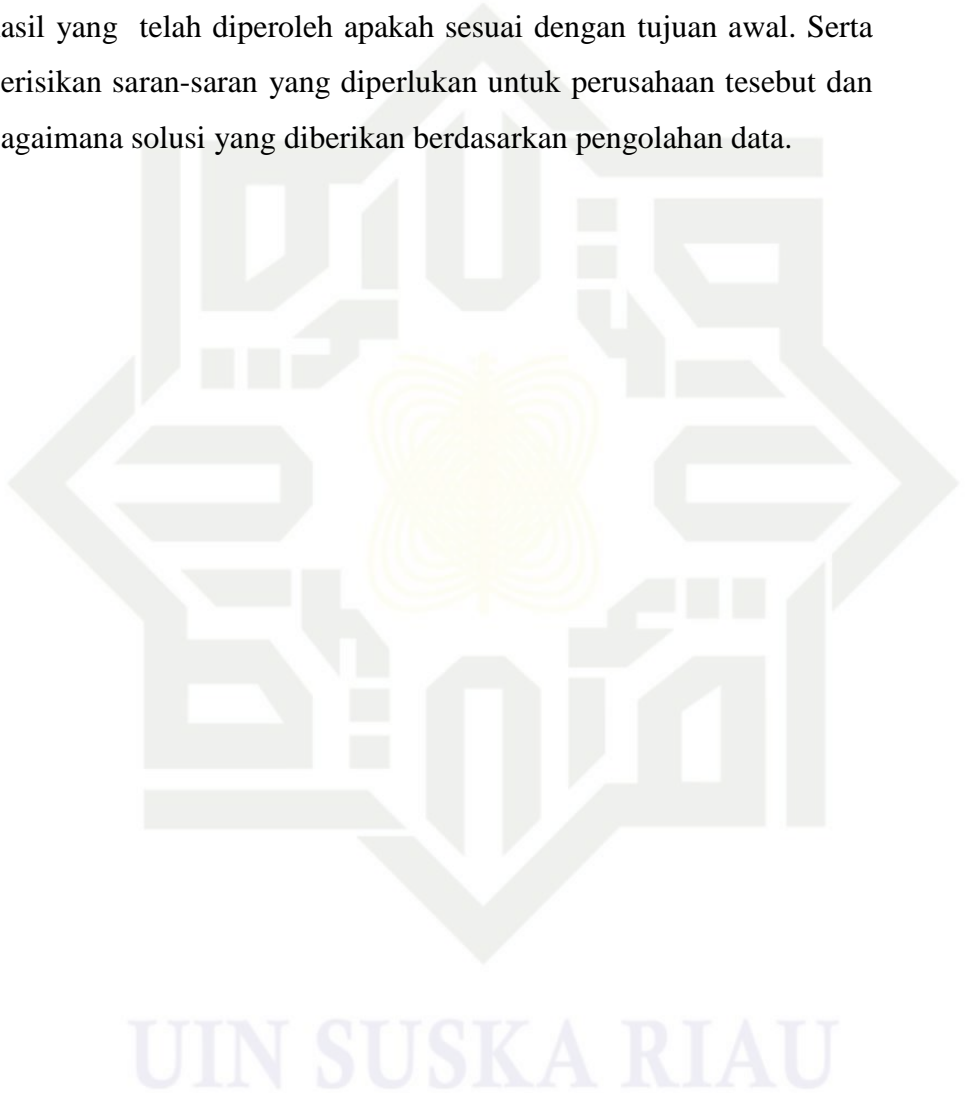 asil yang telah diperoleh apakah sesuai dengan tujuan awal. Serta
erisikan saran-saran yang diperlukan untuk perusahaan tesebut dan
agaimana solusi yang diberikan berdasarkan pengolahan data.
UIN SUSKA RIAU